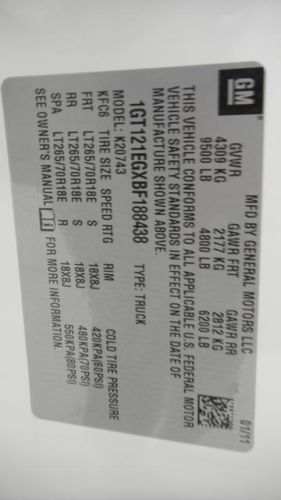 GM
MFD BY GENERAL MOTORS LLC 01/11
GVWR GAWR FRT GAWR RR
4309 KG 2177 KG 2812 KG
9500 LB 4800 LB 6200 LB
THIS VEHICLE CONFORMS TO ALL APPLICABLE U.S. FEDERAL MOTOR
VEHICLE SAFETY STANDARDS IN EFFECT ON THE DATE OF
MANUFACTURE SHOWN ABOVE.
1GT121EGXBF188438 TYPE: TRUCK
MODEL: K20743
KFC6 TIRE SIZE SPEED RTG RIM COLD TIRE PRESSURE
FRT LT265/70R18E S 18X8J 420KPA(60PSI)
RR LT265/70R18E S 18X8J 480KPA(70PSI)
SPA LT265/70R18E R 18X8J 550KPA(80PSI)
SEE OWNER'S MANUAL FOR MORE INFORMATION.